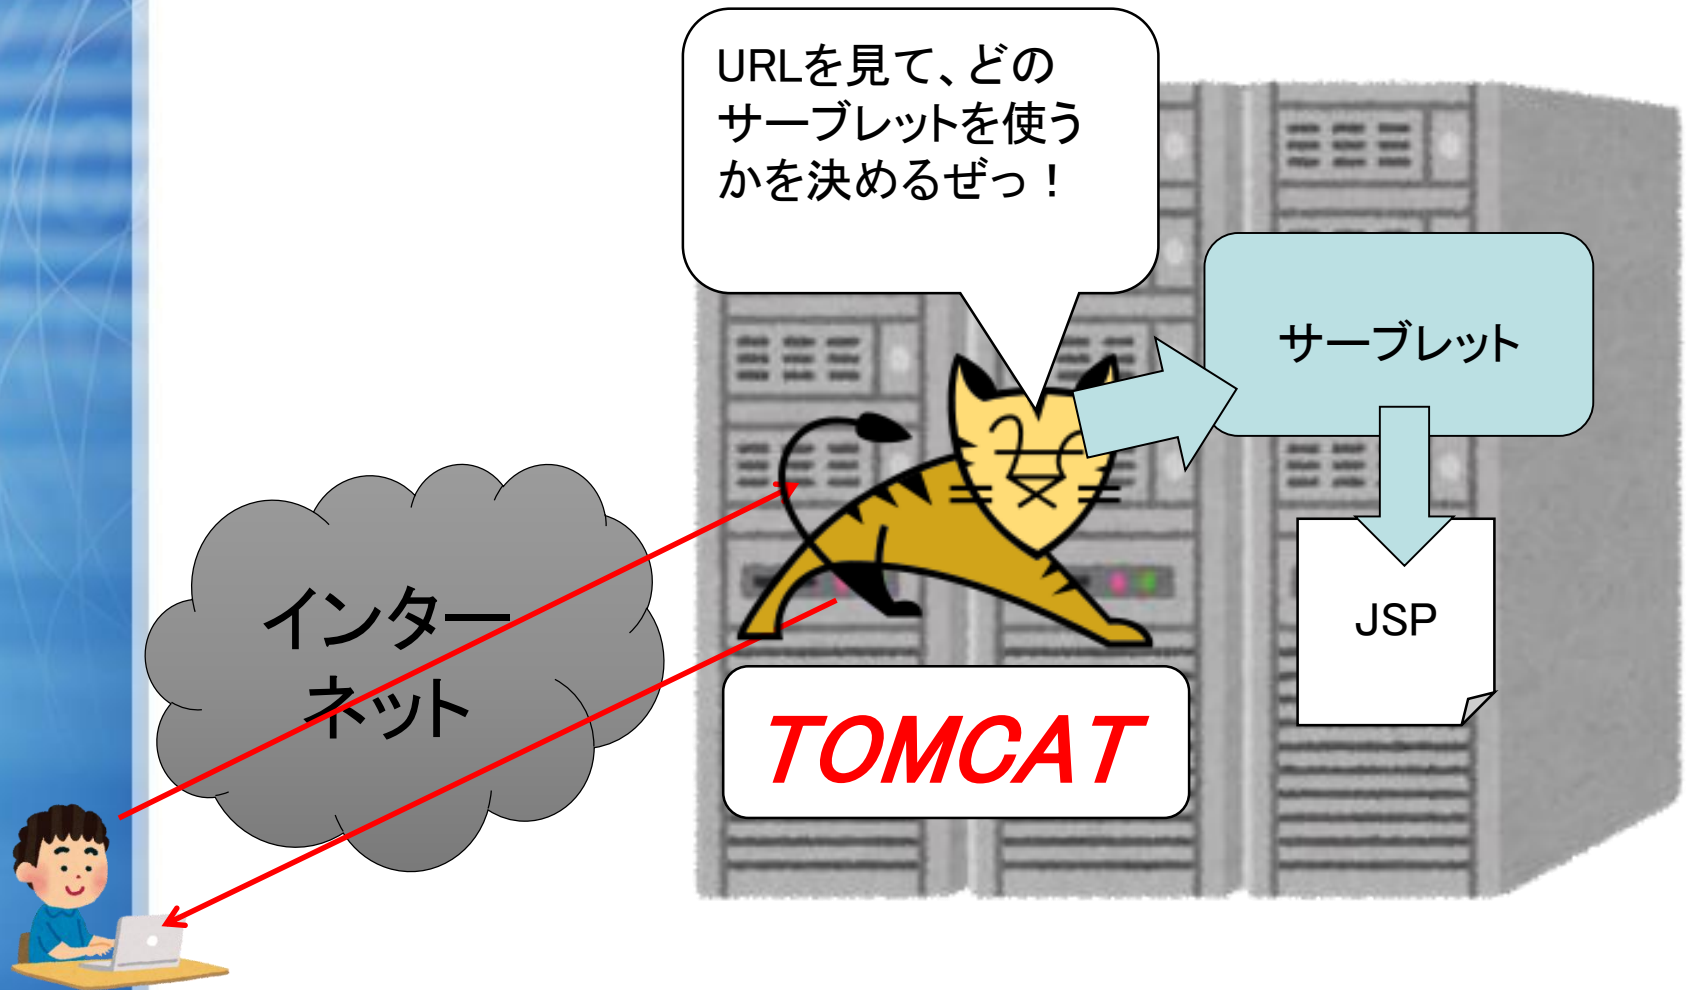 URLを見て、どの
サーブレットを使う
かを決めるぜっ！
サーブレット
インター
ネット
JSP
TOMCAT